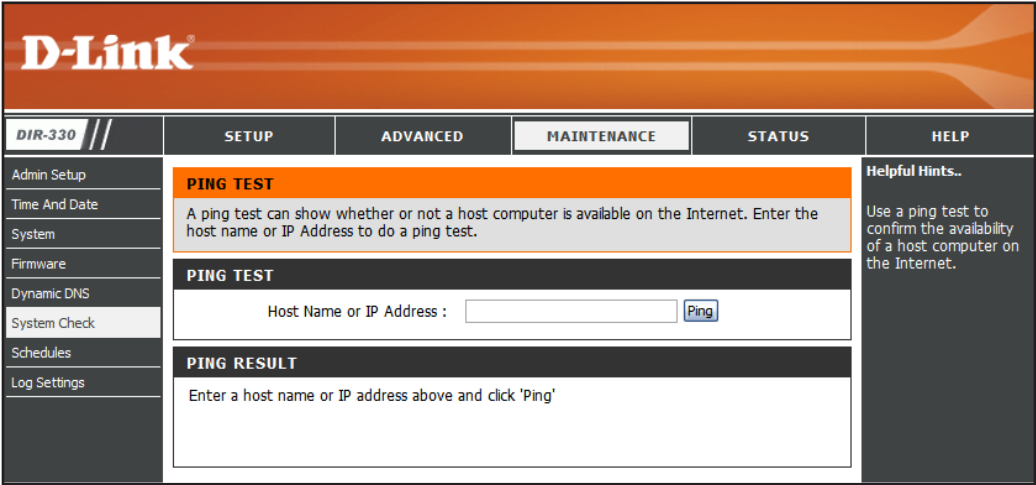 D-Link®
DIR-330
SETUP
ADVANCED
MAINTENANCE
STATUS
HELP
Admin Setup
Time And Date
System
Firmware
Dynamic DNS
System Check
Schedules
Log Settings
PING TEST
A ping test can show whether or not a host computer is available on the Internet. Enter the
host name or IP Address to do a ping test.
PING TEST
Host Name or IP Address :
Ping
PING RESULT
Enter a host name or IP address above and click 'Ping'
Helpful Hints..
Use a ping test to
confirm the availability
of a host computer on
the Internet.